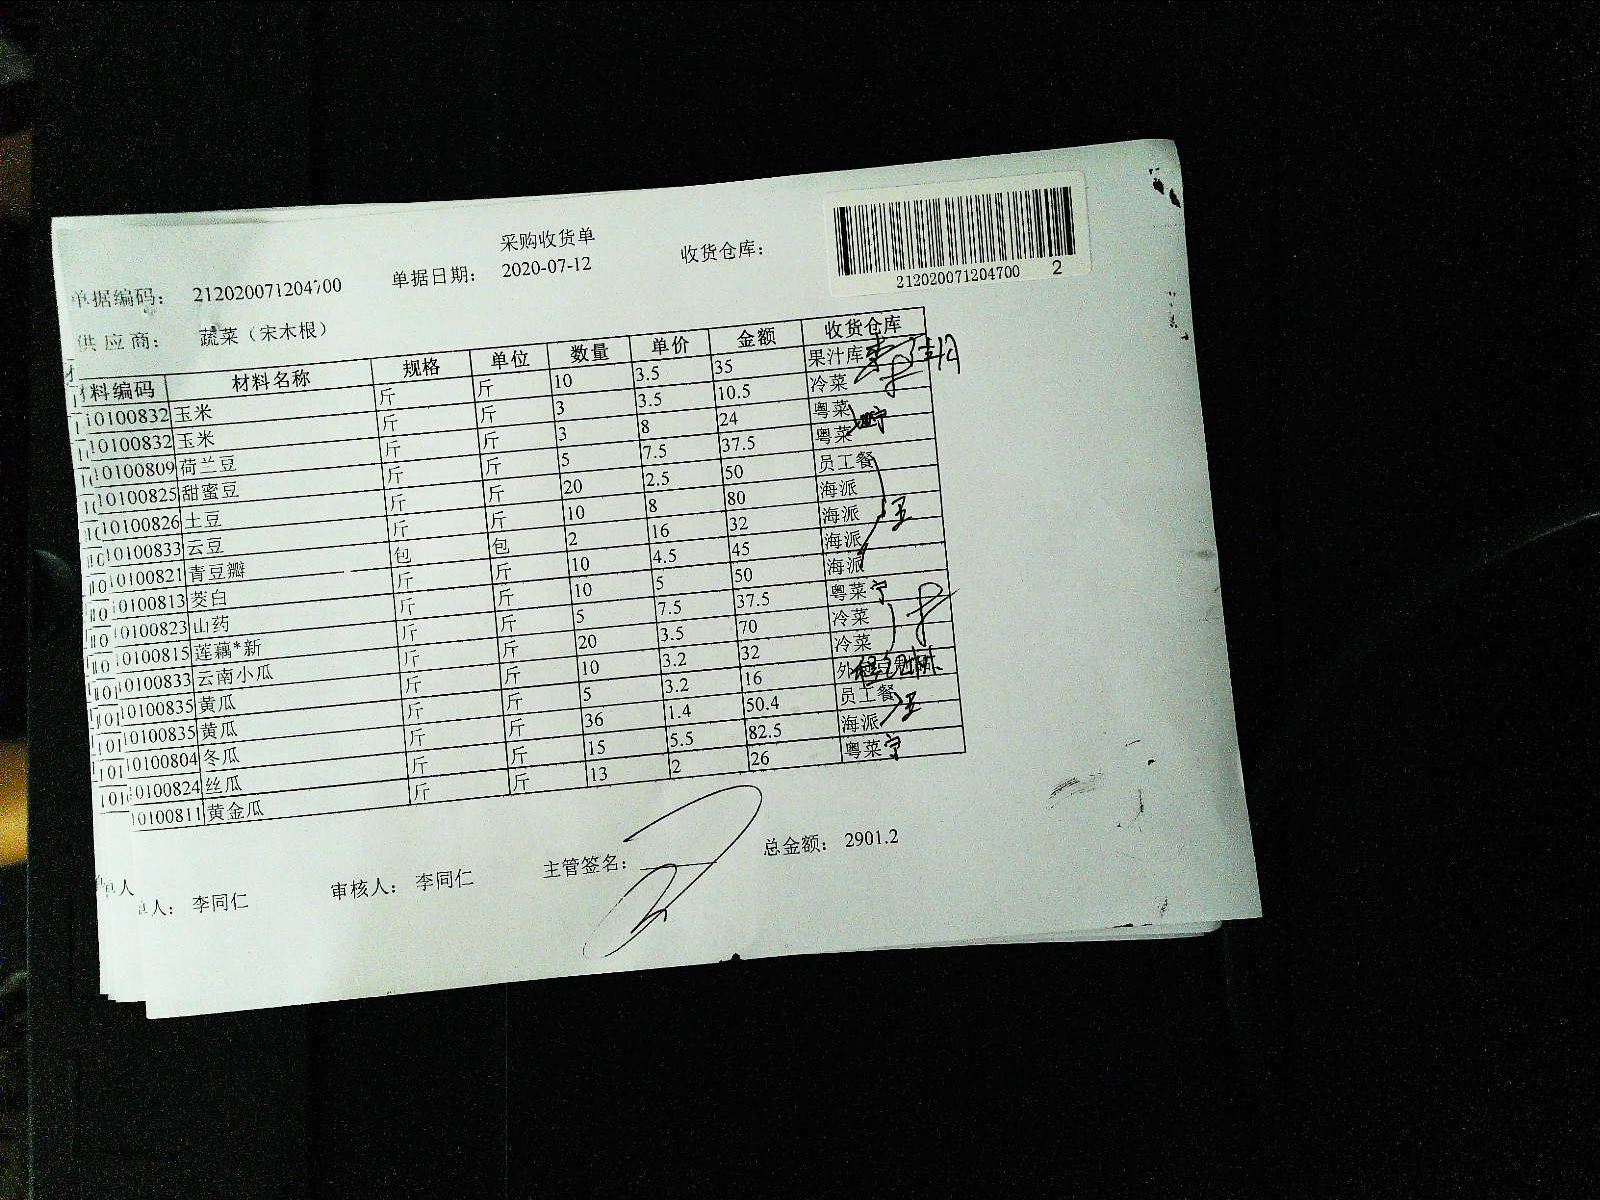 采购收货单
单据编码： 212020071204700 单据日期： 2020-07-12 收货仓库：
212020071204700 2
供应商： 蔬菜（宋木根）
材料编码 材料名称 规格 单位 数量 单价 金额 收货仓库
10100832 玉米 斤 斤 10 3.5 35 果汁库
10100832 玉米 斤 斤 3 3.5 10.5 冷菜
10100809 荷兰豆 斤 斤 3 8 24 粤菜
10100825 甜蜜豆 斤 斤 5 7.5 37.5 粤菜 宁
10100826 土豆 斤 斤 20 2.5 50 员工餐
10100833 云豆 斤 斤 10 8 80 海派
10100821 青豆瓣 包 包 2 16 32 海派 王
10100813 茭白 斤 斤 10 4.5 45 海派
10100823 山药 斤 斤 10 5 50 海派
10100815 莲藕*新 斤 斤 5 7.5 37.5 粤菜 宁
10100833 云南小瓜 斤 斤 20 3.5 70 冷菜
10100835 黄瓜 斤 斤 10 3.2 32 冷菜
10100835 黄瓜 斤 斤 5 3.2 16 外
10100804 冬瓜 斤 斤 36 1.4 50.4 员工餐
10100824 丝瓜 斤 斤 15 5.5 82.5 海派 王
10100811 黄金瓜 斤 斤 13 2 26 粤菜 宁
人： 李同仁 审核人： 李同仁 主管签名： 总金额： 2901.2